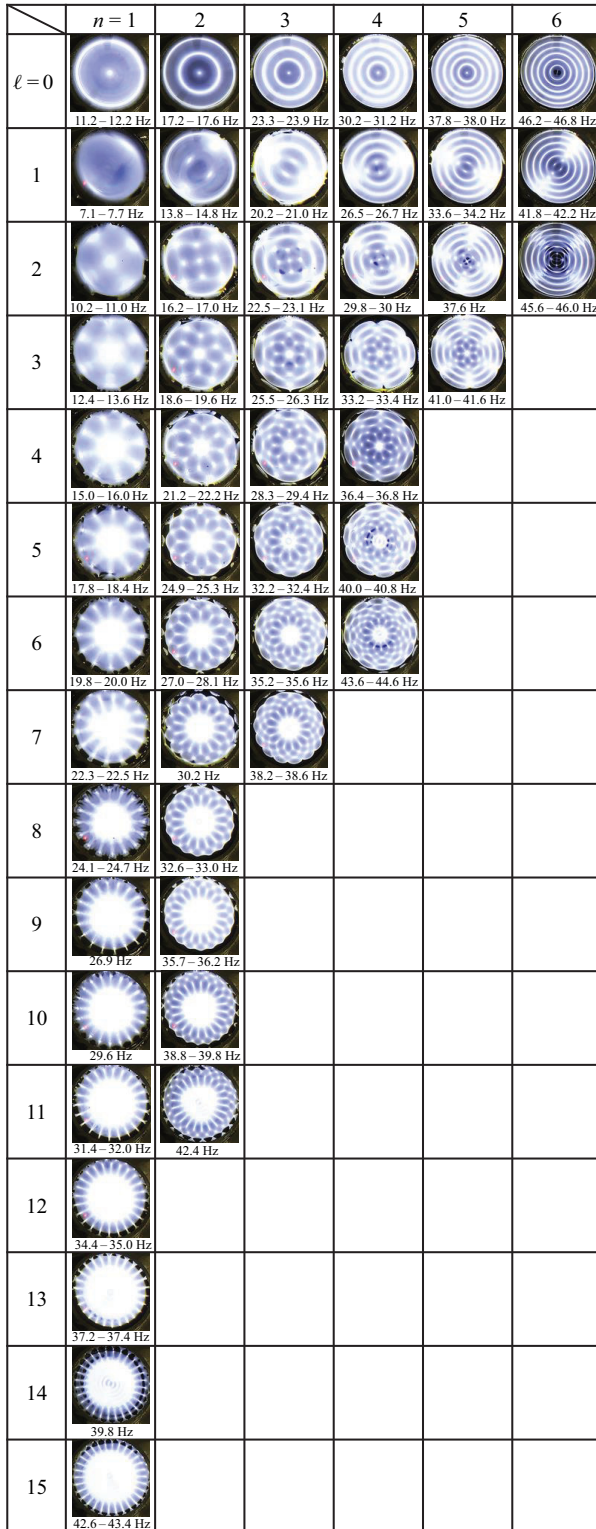 n = 1 2 3 4 5 6
ℓ = 0
11.2 – 12.2 Hz 17.2 – 17.6 Hz 23.3 – 23.9 Hz 30.2 – 31.2 Hz 37.8 – 38.0 Hz 46.2 – 46.8 Hz
1
7.1 – 7.7 Hz 13.8 – 14.8 Hz 20.2 – 21.0 Hz 26.5 – 26.7 Hz 33.6 – 34.2 Hz 41.8 – 42.2 Hz
2
10.2 – 11.0 Hz 16.2 – 17.0 Hz 22.5 – 23.1 Hz 29.8 – 30 Hz 37.6 Hz 45.6 – 46.0 Hz
3
12.4 – 13.6 Hz 18.6 – 19.6 Hz 25.5 – 26.3 Hz 33.2 – 33.4 Hz 41.0 – 41.6 Hz
4
15.0 – 16.0 Hz 21.2 – 22.2 Hz 28.3 – 29.4 Hz 36.4 – 36.8 Hz
5
17.8 – 18.4 Hz 24.9 – 25.3 Hz 32.2 – 32.4 Hz 40.0 – 40.8 Hz
6
19.8 – 20.0 Hz 27.0 – 28.1 Hz 35.2 – 35.6 Hz 43.6 – 44.6 Hz
7
22.3 – 22.5 Hz 30.2 Hz 38.2 – 38.6 Hz
8
24.1 – 24.7 Hz 32.6 – 33.0 Hz
9
26.9 Hz 35.7 – 36.2 Hz
10
29.6 Hz 38.8 – 39.8 Hz
11
31.4 – 32.0 Hz 42.4 Hz
12
34.4 – 35.0 Hz
13
37.2 – 37.4 Hz
14
39.8 Hz
15
42.6 – 43.4 Hz